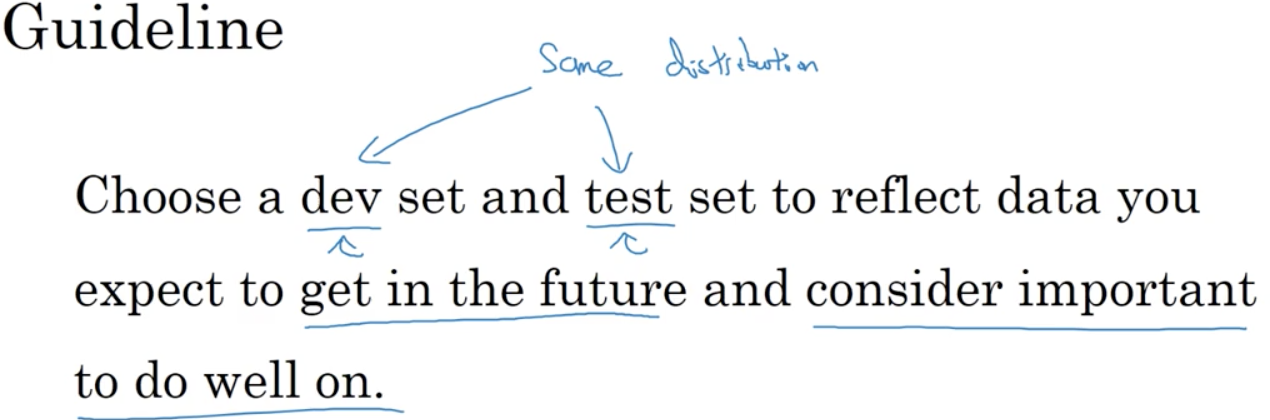 Guideline
Same distribution
Choose a dev set and test set to reflect data you
expect to get in the future and consider important
to do well on.